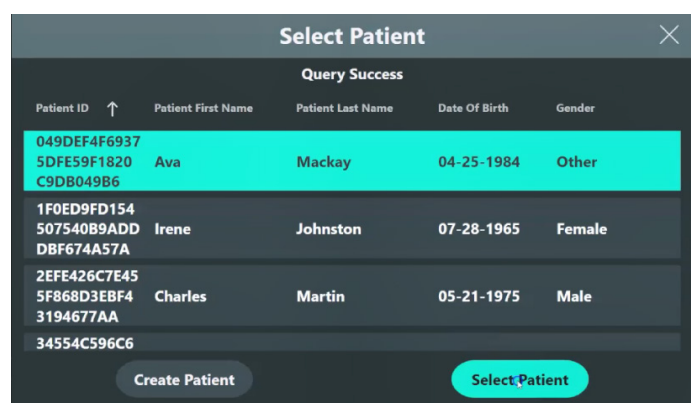 Select Patient
Query Success
Patient ID ↑ Patient First Name Patient Last Name Date Of Birth Gender
049DEF4F6937
5DFE59F1820 Ava Mackay 04-25-1984 Other
C9DB049B6
1F0ED9FD154
507540B9ADD Irene Johnston 07-28-1965 Female
DBF674A57A
2EFE426C7E45
5F868D3EBF4 Charles Martin 05-21-1975 Male
3194677AA
34554C596C6
Create Patient Select Patient